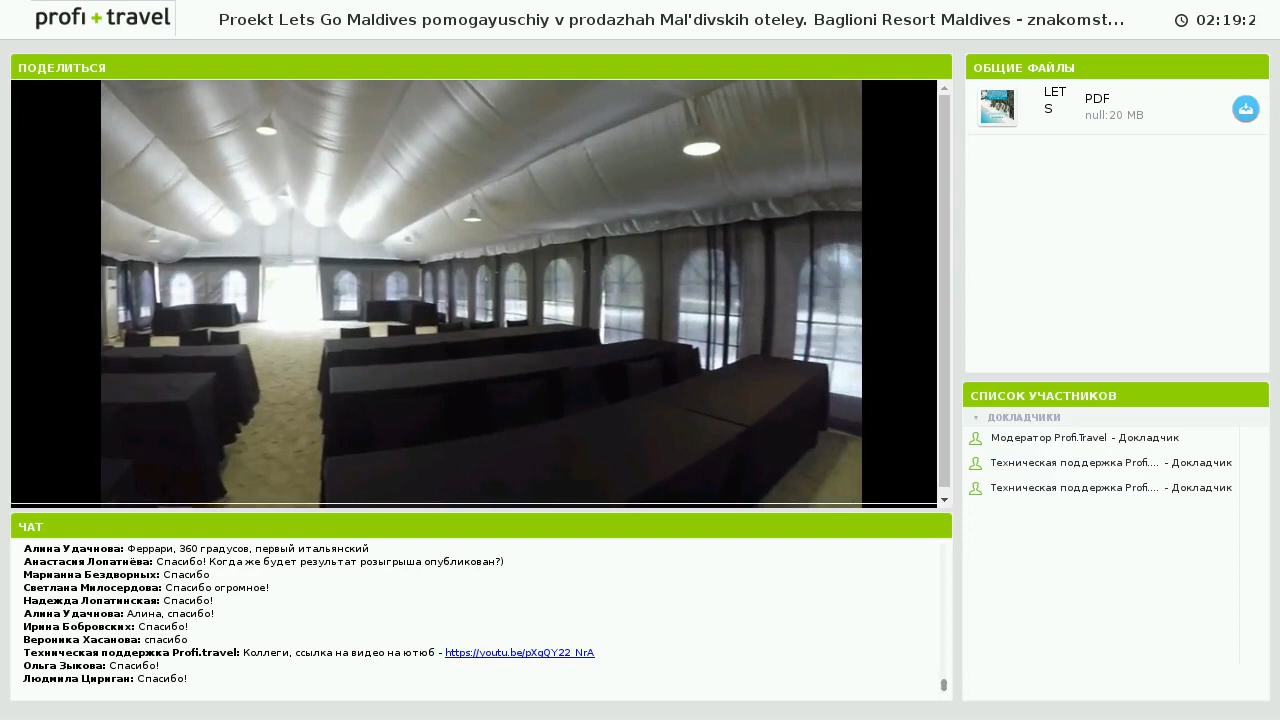 profi + travel
Proekt Lets Go Maldives pomogayuschiy v prodazhah Mal'divskih oteley. Baglioni Resort Maldives - znakomst...
02:19:2
ПОДЕЛИТЬСЯ
ОБЩИЕ ФАЙЛЫ
LET
S
PDF
null:20 MB
СПИСОК УЧАСТНИКОВ
ДОКЛАДЧИКИ
Модератор Profi.Travel - Докладчик
Техническая поддержка Profi.... - Докладчик
Техническая поддержка Profi.... - Докладчик
ЧАТ
Алина Удачнова: Феррари, 360 градусов, первый итальянский
Анастасия Лопатнёва: Спасибо! Когда же будет результат розыгрыша опубликован?)
Марианна Бездворных: Спасибо
Светлана Милосердова: Спасибо огромное!
Надежда Лопатинская: Спасибо!
Алина Удачнова: Алина, спасибо!
Ирина Бобровских: Спасибо!
Вероника Хасанова: спасибо
Техническая поддержка Profi.travel: Коллеги, ссылка на видео на ютюб - https://youtu.be/pXgQY22_NrA
Ольга Зыкова: Спасибо!
Людмила Цириган: Спасибо!